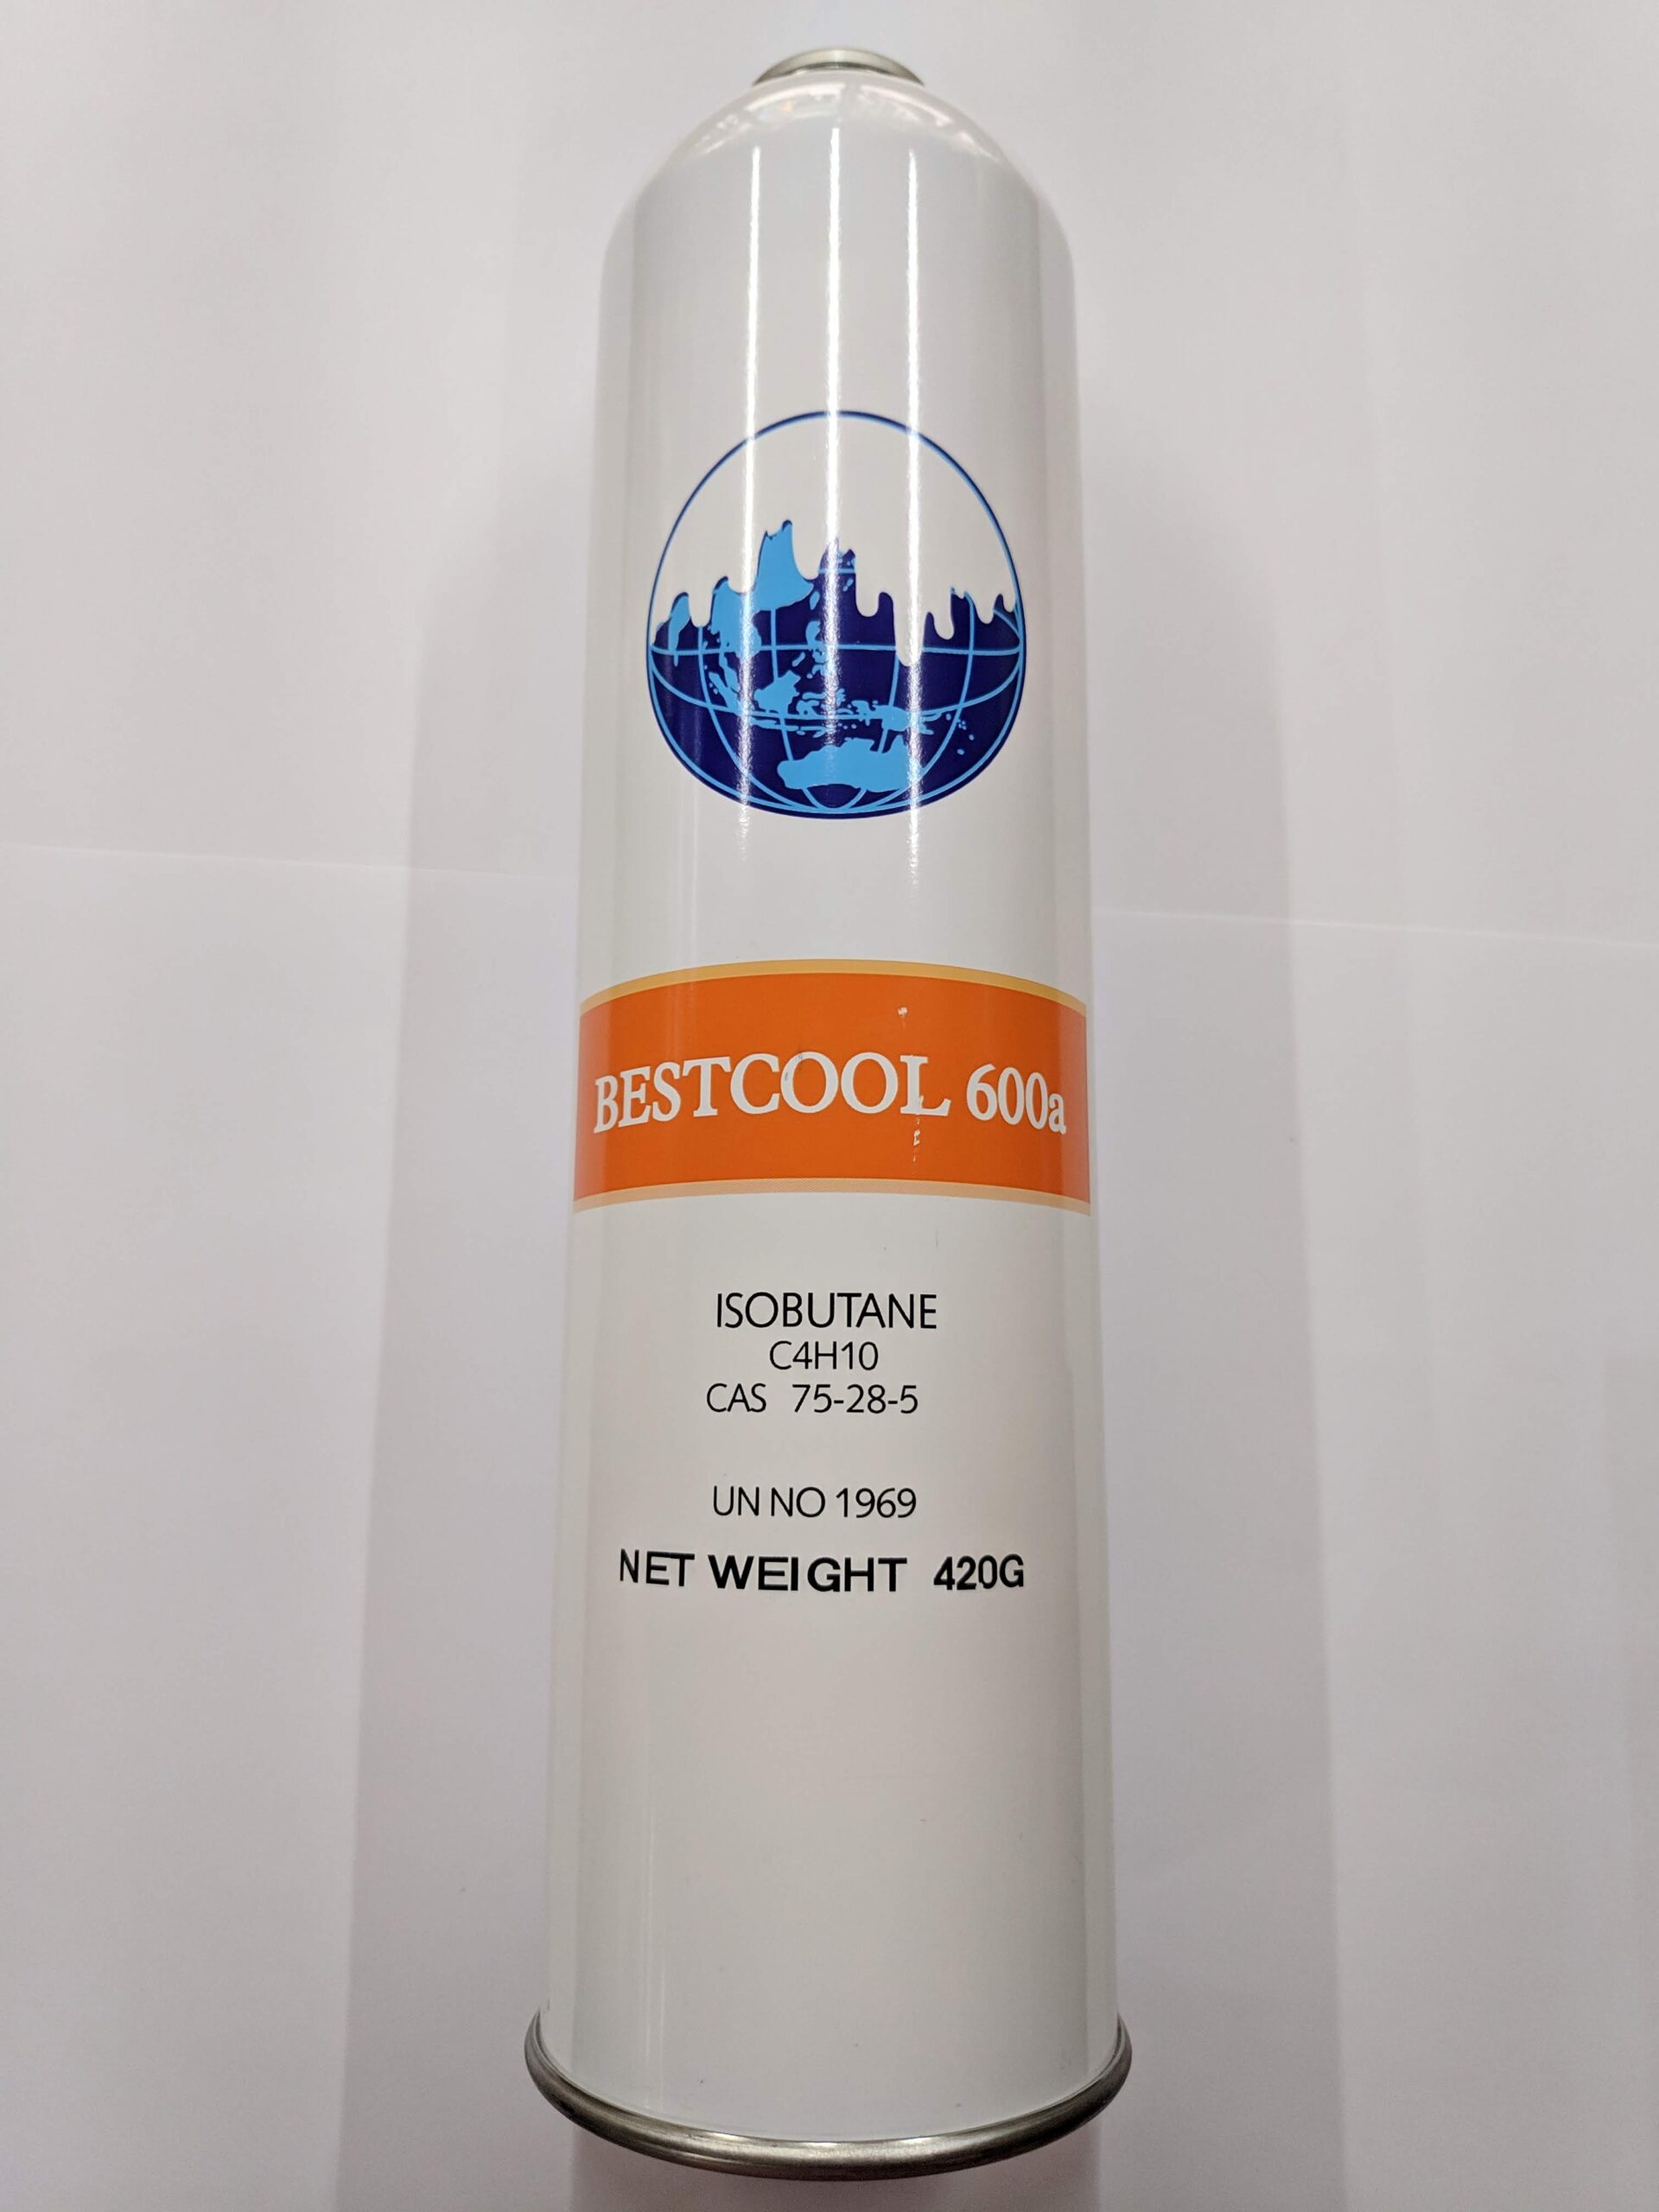 BESTCOOL 600a
ISOBUTANE
C4H10
CAS 75-28-5
UN NO 1969
NET WEIGHT 420G